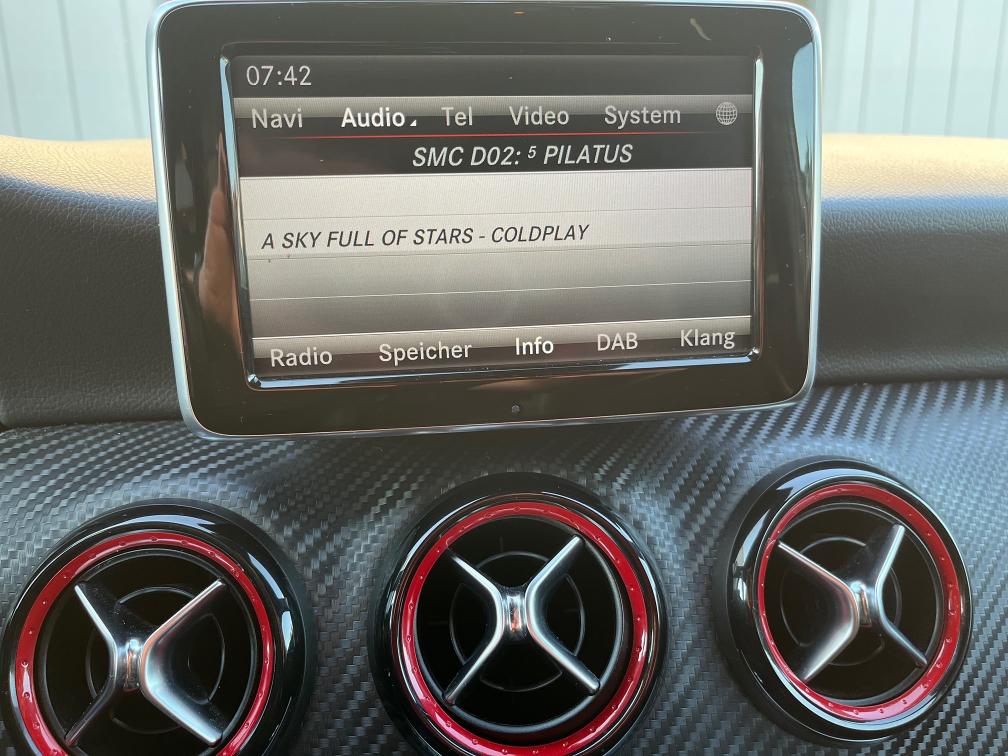 07:42
Navi Audio Tel Video System
SMC D02: ⁵ PILATUS
A SKY FULL OF STARS - COLDPLAY
Radio Speicher Info DAB Klang